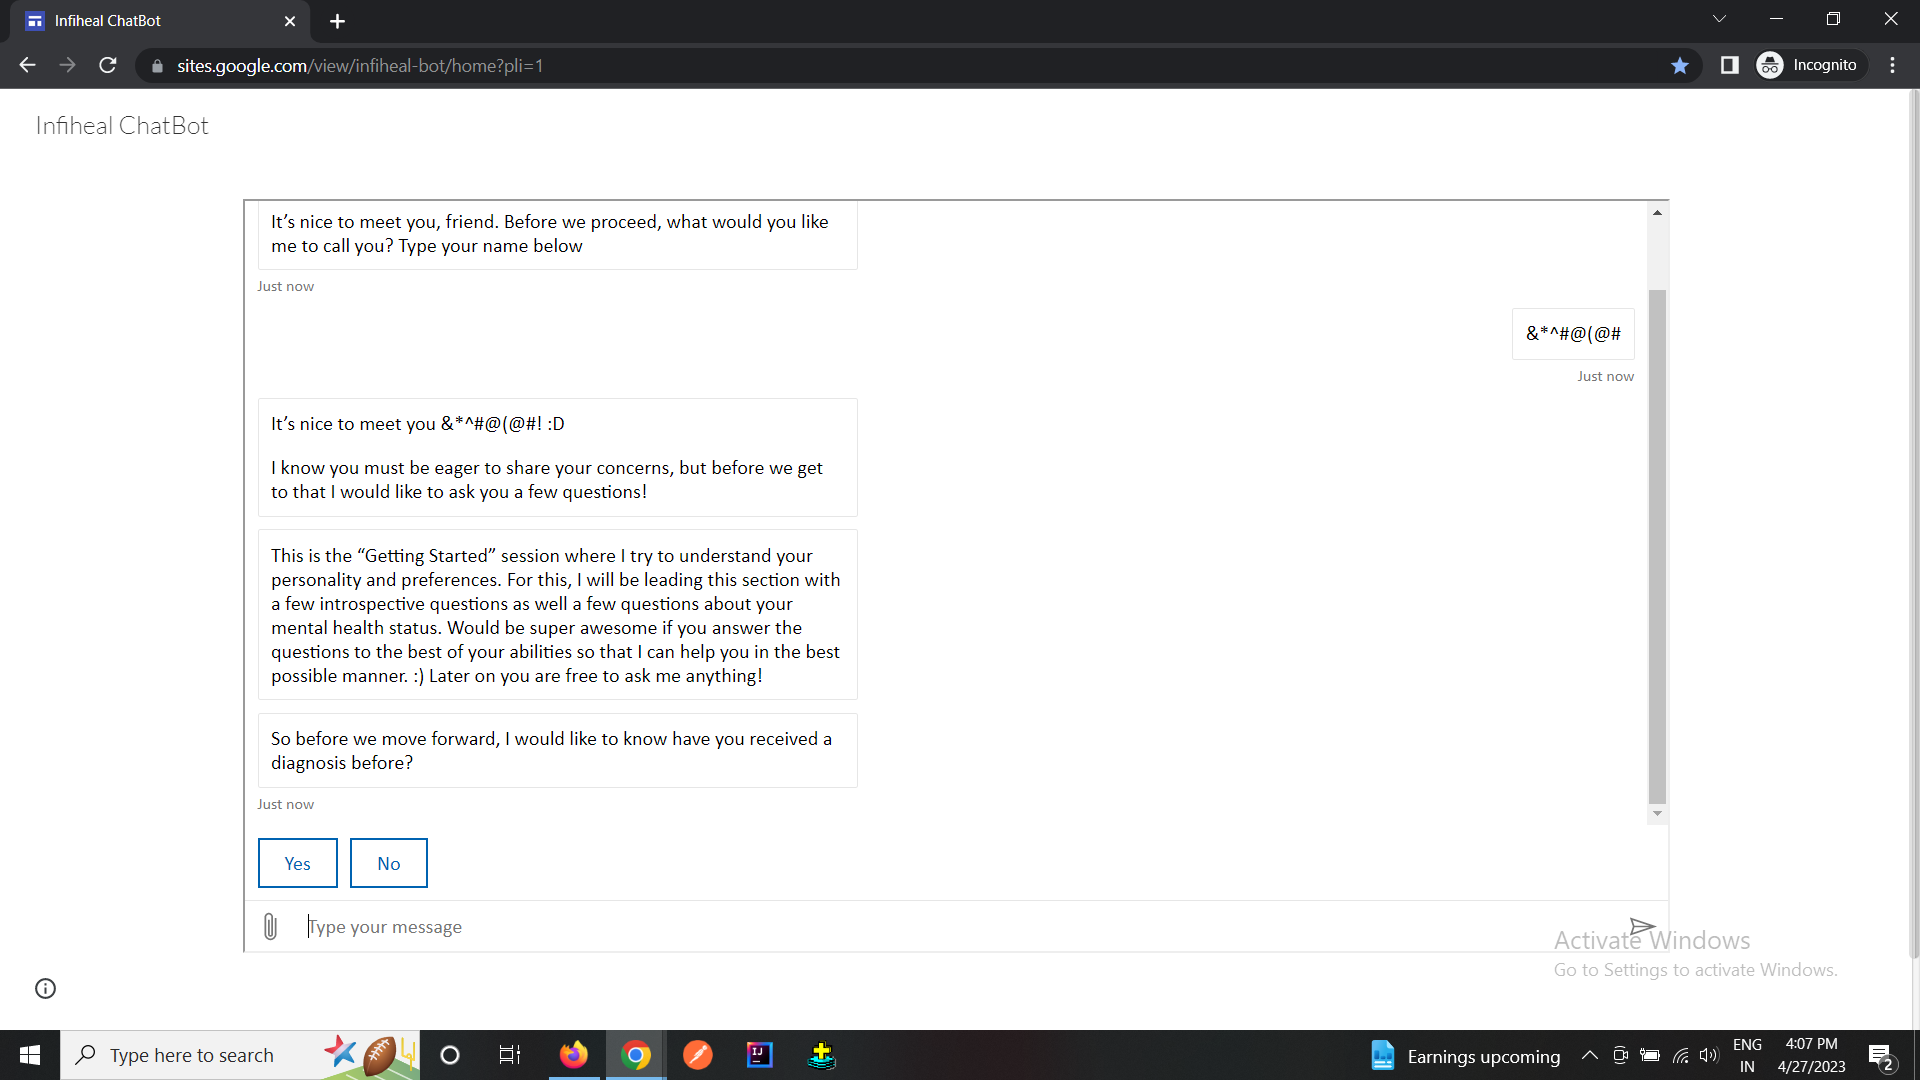 Infiheal ChatBot
sites.google.com/view/infiheal-bot/home?pli=1
Incognito
Infiheal ChatBot
It’s nice to meet you, friend. Before we proceed, what would you like
me to call you? Type your name below
Just now
&*^#@(@#
Just now
It’s nice to meet you &*^#@(@#! :D
I know you must be eager to share your concerns, but before we get
to that I would like to ask you a few questions!
This is the “Getting Started” session where I try to understand your
personality and preferences. For this, I will be leading this section with
a few introspective questions as well a few questions about your
mental health status. Would be super awesome if you answer the
questions to the best of your abilities so that I can help you in the best
possible manner. :) Later on you are free to ask me anything!
So before we move forward, I would like to know have you received a
diagnosis before?
Just now
Yes
No
Type your message
Activate Windows
Go to Settings to activate Windows.
Type here to search
IJ
Earnings upcoming
ENG
IN
4:07 PM
4/27/2023
2